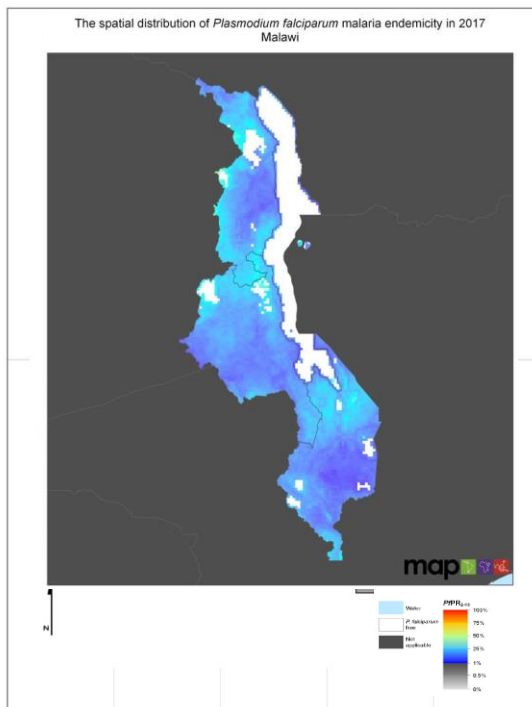 The spatial distribution of Plasmodium falciparum malaria endemicity in 2017
Malawi
map
N
Water
P. falciparum
free
Not
applicable
PfPR2-10
100%
75%
50%
25%
1%
0.5%
0%